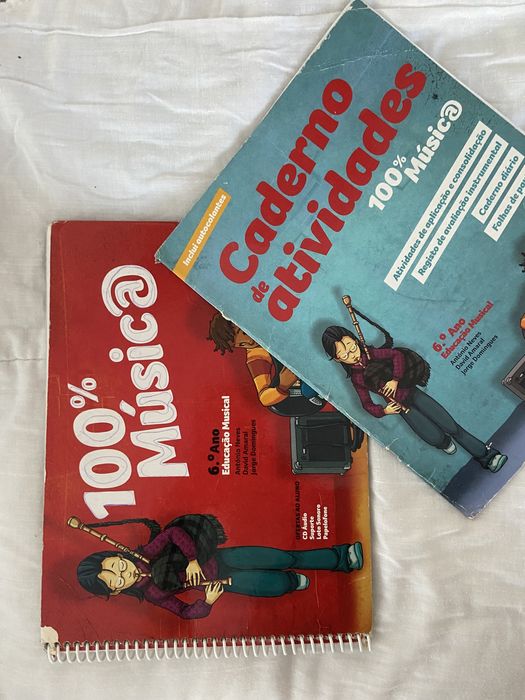 Inclui autocolantes
Caderno
de atividades
100% Músic@
Atividades de aplicação e consolidação
Registo de avaliação instrumental
Caderno diário
Folhas de
6.º Ano
Educação Musical
António Neves
David Amaral
Jorge Domingues
100%
Músic@
6.º Ano
Educação Musical
António Neves
David Amaral
Jorge Domingues
CD Áudio
Suporte
Loto Sonoro
Papelofone